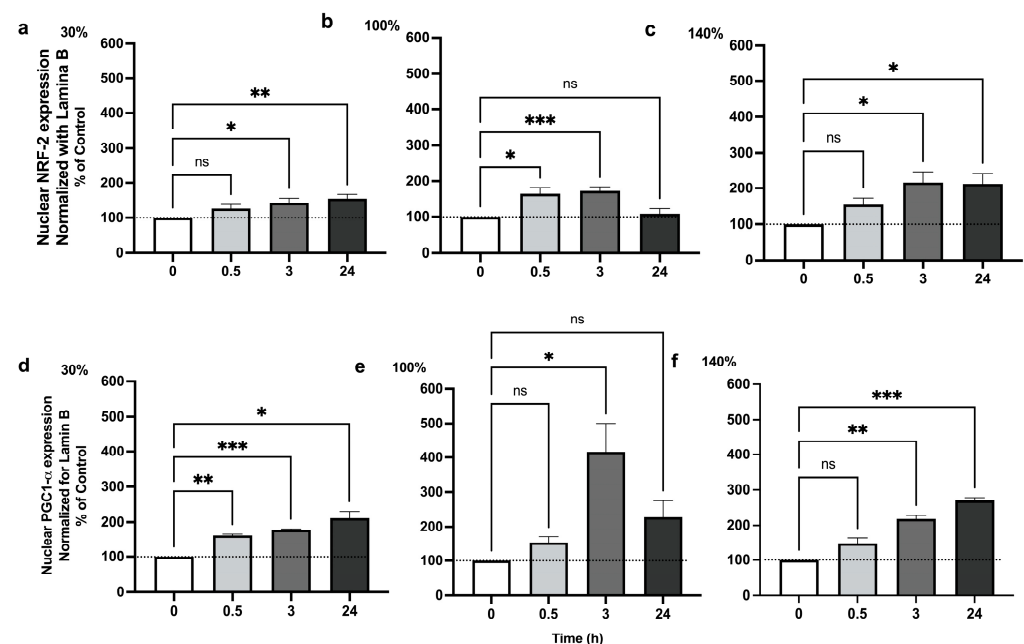 a
30%
Nuclear NRF-2 expression
Normalized with Lamina B
% of Control
600
500
400
300
200
100
0
ns
*
**
0 0.5 3 24
b
100%
600
500
400
300
200
100
0
*
***
ns
0 0.5 3 24
c
140%
600
500
400
300
200
100
0
ns
*
*
0 0.5 3 24
d
30%
Nuclear PGC1-α expression
Normalized for Lamin B
% of Control
600
500
400
300
200
100
0
**
***
*
0 0.5 3 24
e
100%
600
500
400
300
200
100
0
ns
*
ns
0 0.5 3 24
Time (h)
f
140%
600
500
400
300
200
100
0
ns
**
***
0 0.5 3 24